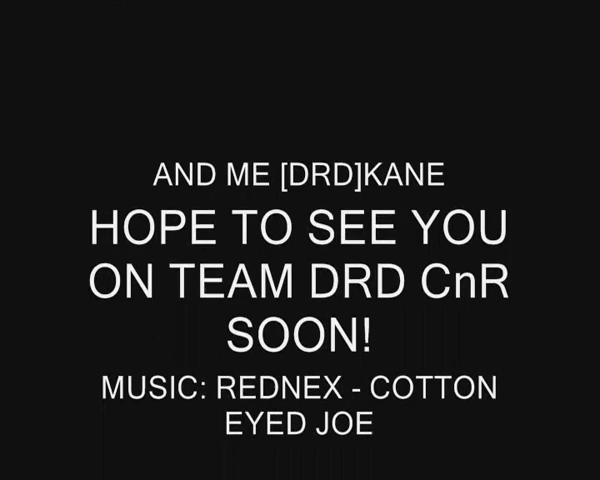 AND ME [DRD]KANE
HOPE TO SEE YOU
ON TEAM DRD CnR
SOON!
MUSIC: REDNEX - COTTON
EYED JOE